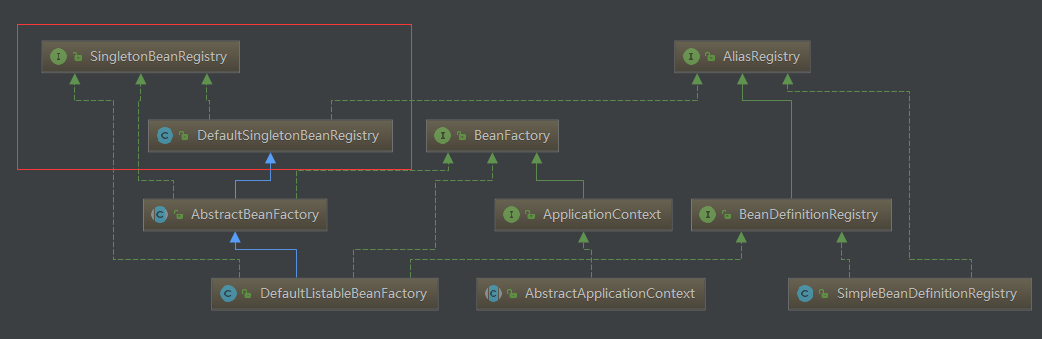 I SingletonBeanRegistry
I AliasRegistry
C DefaultSingletonBeanRegistry
I BeanFactory
C AbstractBeanFactory
I ApplicationContext
I BeanDefinitionRegistry
C DefaultListableBeanFactory
C AbstractApplicationContext
C SimpleBeanDefinitionRegistry